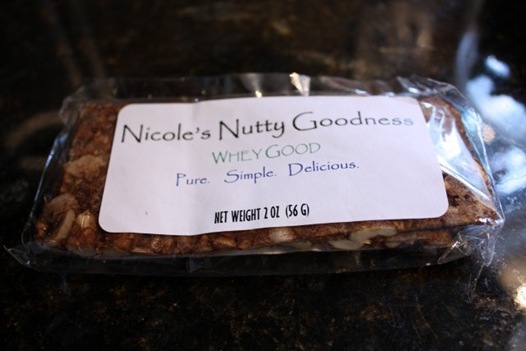 Nicole's Nutty Goodness
WHEY GOOD
Pure. Simple. Delicious.
NET WEIGHT 2 OZ (56 G)